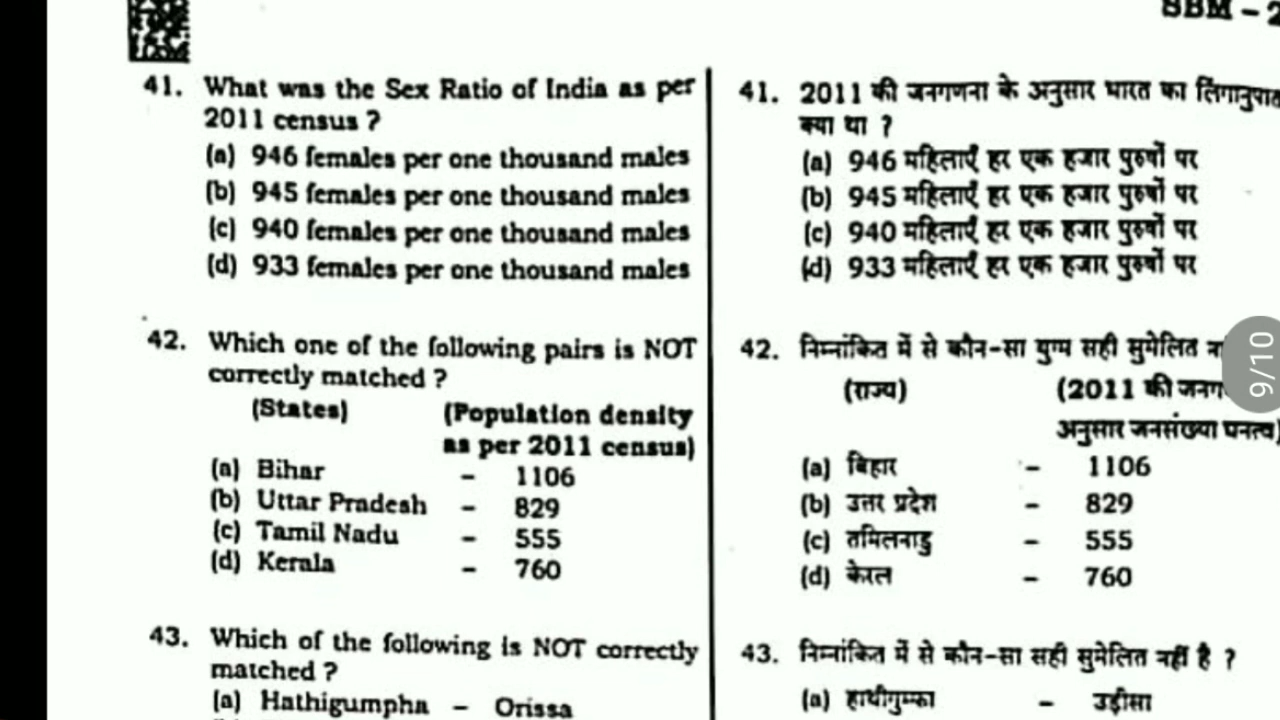 SBM – 2
41. What was the Sex Ratio of India as per
2011 census ?
(a) 946 females per one thousand males
(b) 945 females per one thousand males
(c) 940 females per one thousand males
(d) 933 females per one thousand males
42. Which one of the following pairs is NOT
correctly matched ?
(States) (Population density
as per 2011 census)
(a) Bihar – 1106
(b) Uttar Pradesh – 829
(c) Tamil Nadu – 555
(d) Kerala – 760
43. Which of the following is NOT correctly
matched ?
(a) Hathigumpha – Orissa
41. 2011 की जनगणना के अनुसार भारत का लिंगानुपात
क्या था ?
(a) 946 महिलाएँ हर एक हजार पुरुषों पर
(b) 945 महिलाएँ हर एक हजार पुरुषों पर
(c) 940 महिलाएँ हर एक हजार पुरुषों पर
(d) 933 महिलाएँ हर एक हजार पुरुषों पर
42. निम्नांकित में से कौन-सा युग्म सही सुमेलित
(राज्य) (2011 की
अनुसार जनसंख्या घनत्व)
(a) बिहार – 1106
(b) उत्तर प्रदेश – 829
(c) तमिलनाडु – 555
(d) केरल – 760
43. निम्नांकित में से कौन-सा सही सुमेलित नहीं है ?
(a) हाथीगुम्फा – उड़ीसा
9/10